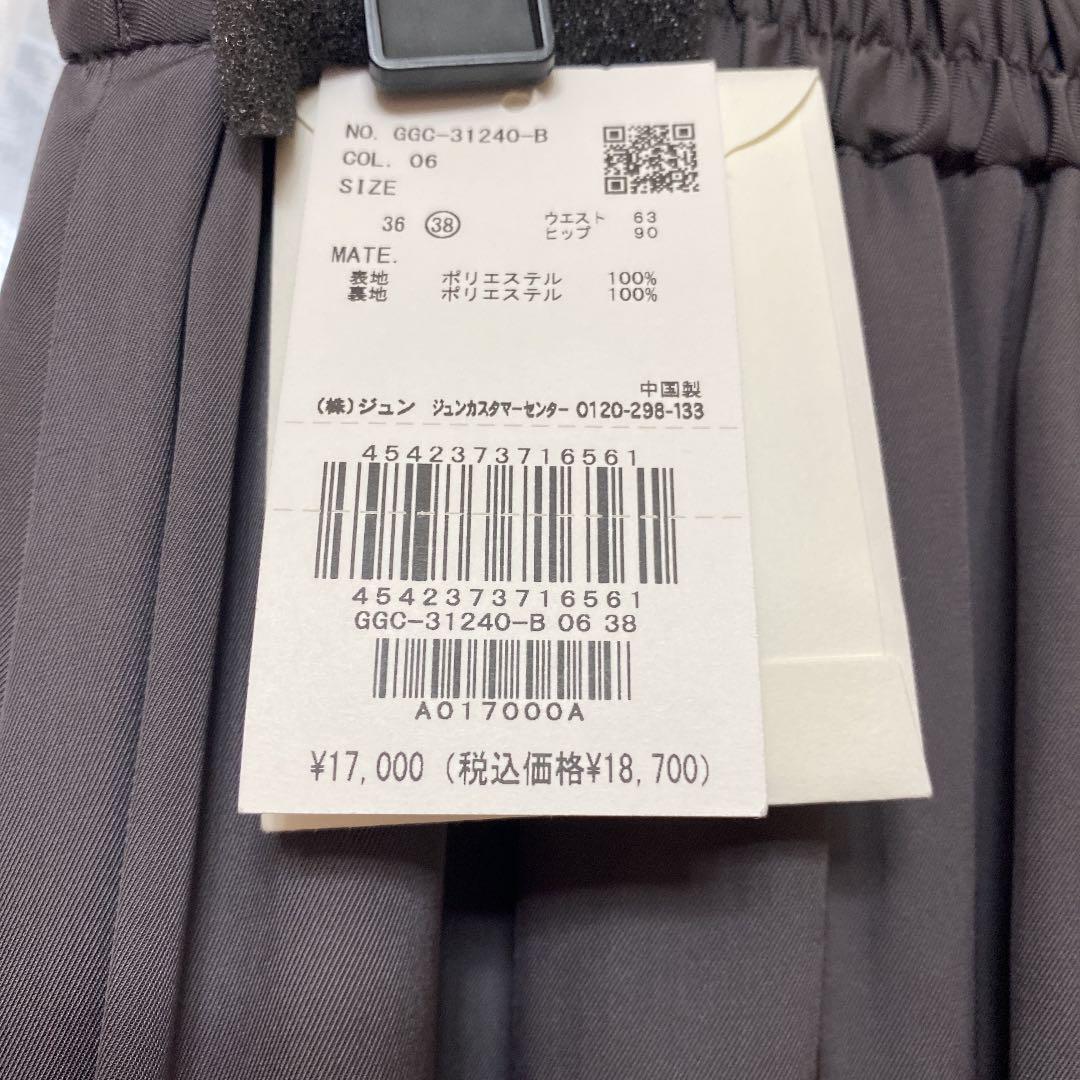 NO. GGC-31240-B
COL. 06
SIZE
36 38 ウエスト 63
ヒップ 90
MATE.
表地 ポリエステル 100%
裏地 ポリエステル 100%
中国製
(株)ジュン ジュンカスタマーセンター 0120-298-133
4542373716561
4542373716561
GGC-31240-B 06 38
A017000A
¥17,000 (税込価格¥18,700)